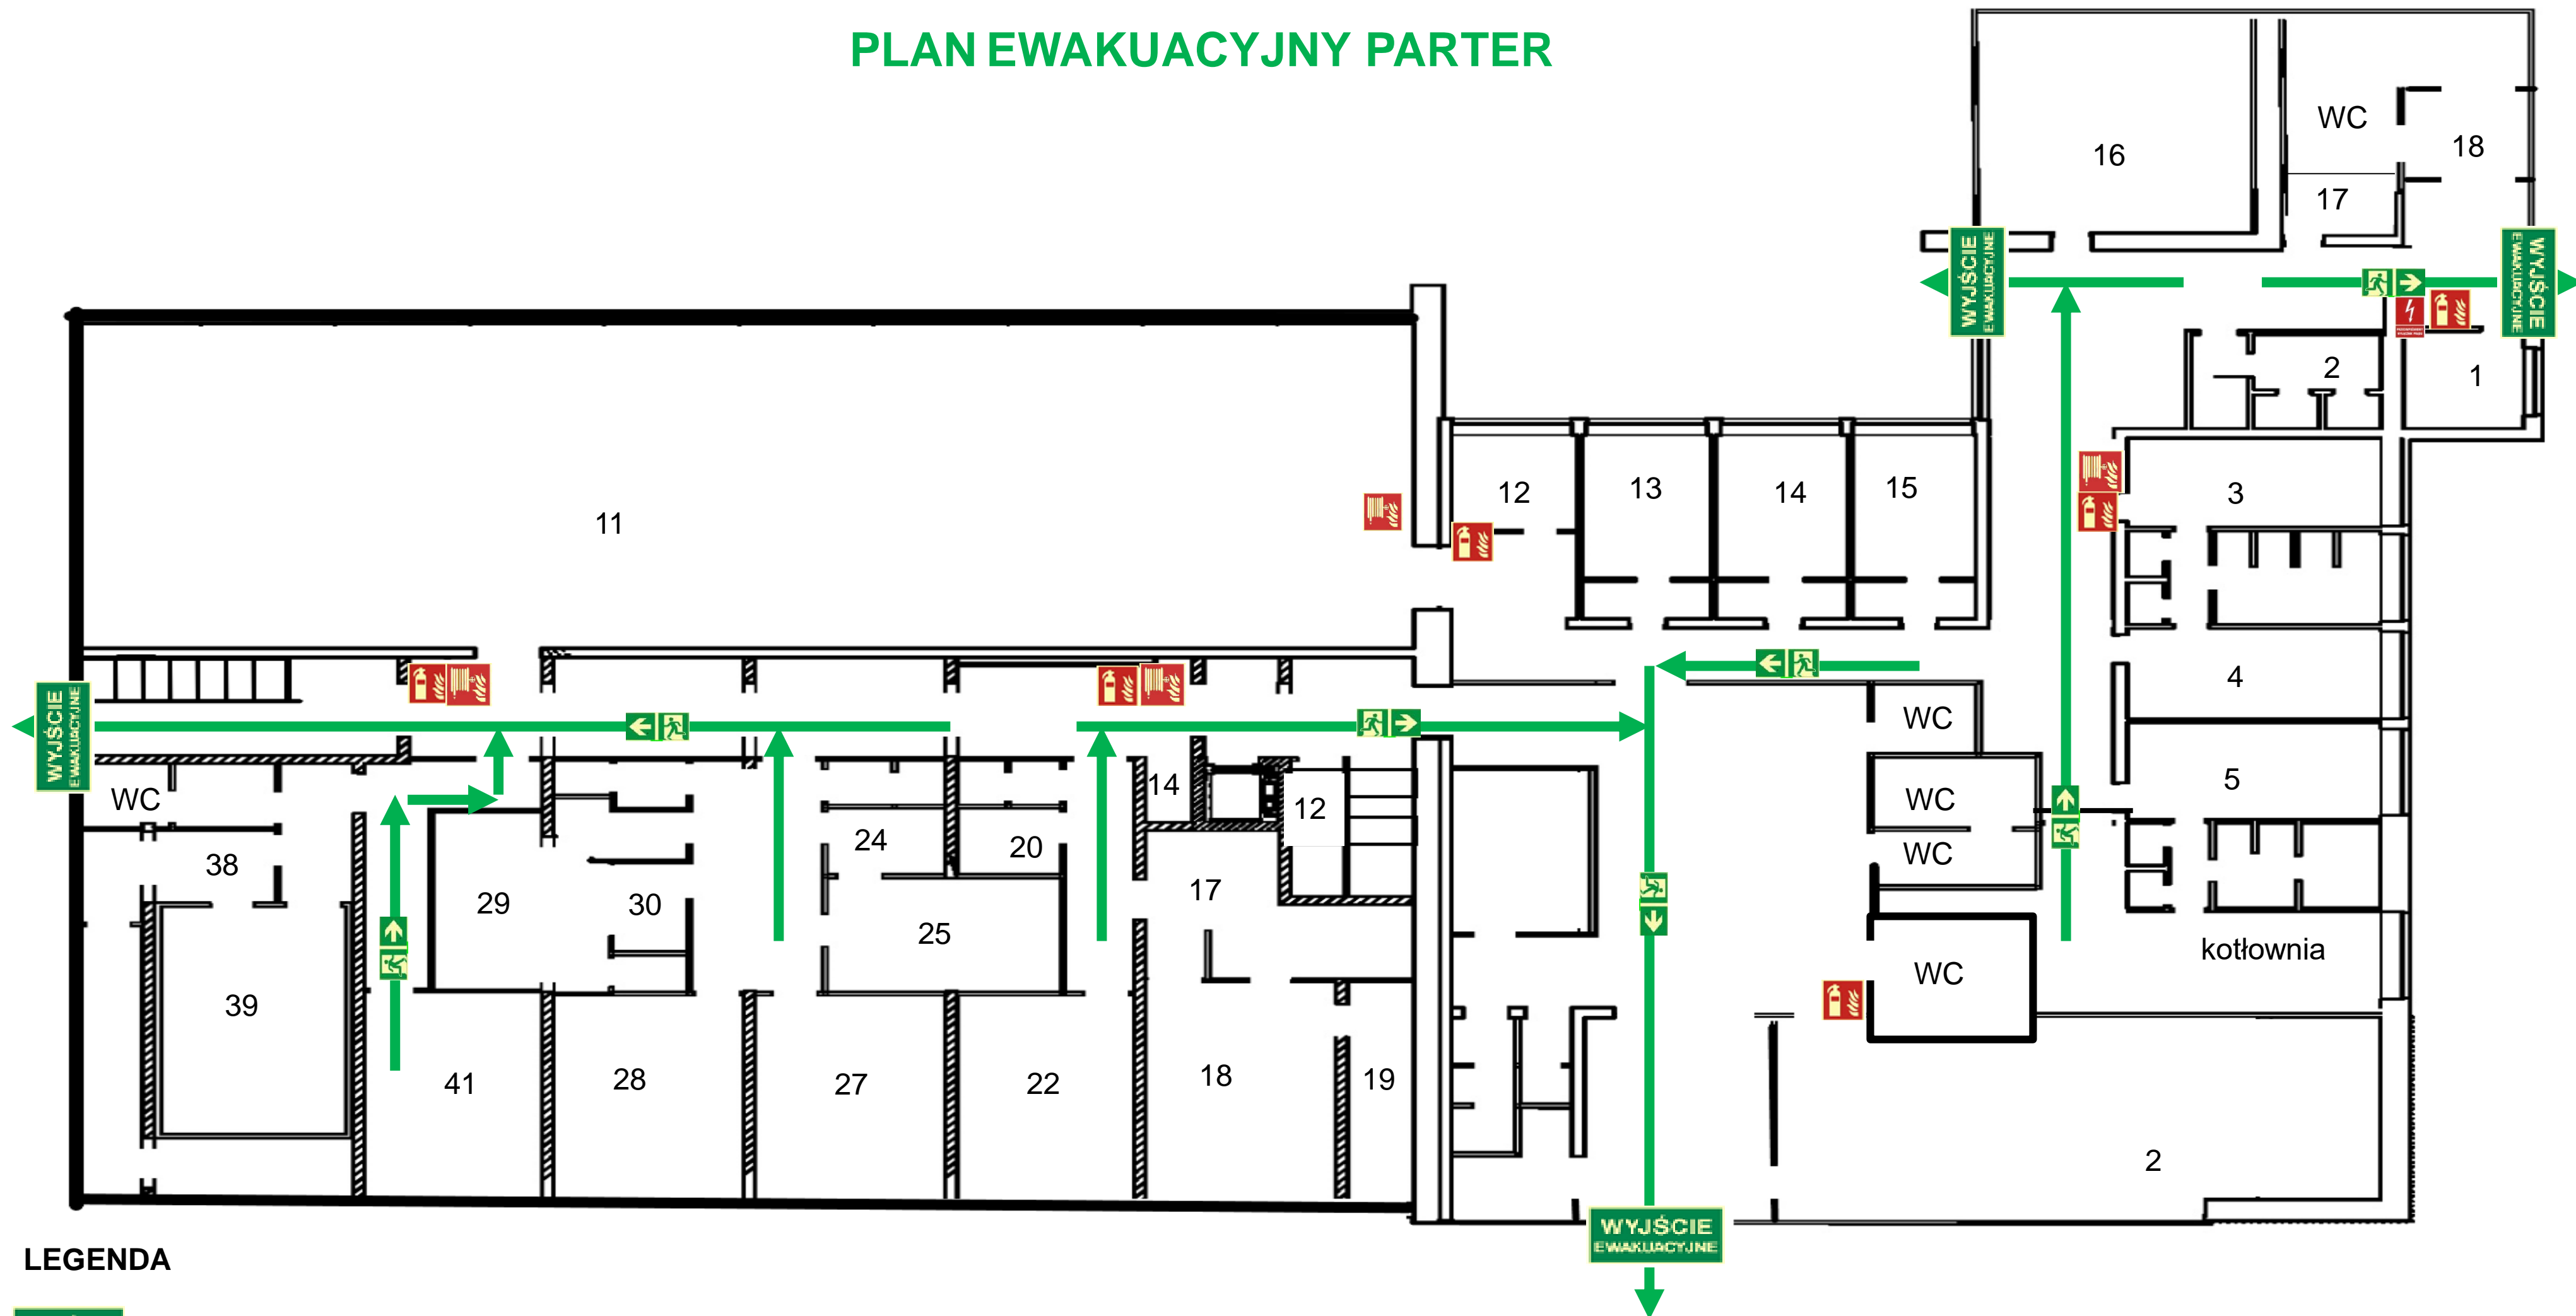 PLAN EWAKUACYJNY PARTER
16
WC
18
17
WYJŚCIE
EWAKUACYJNE
WYJŚCIE
EWAKUACYJNE
2
1
3
11
12
13
14
15
4
WYJŚCIE
EWAKUACYJNE
WC
5
WC
14
12
WC
WC
38
24
20
29
30
25
17
39
WC
kotłownia
41
28
27
22
18
19
2
WYJŚCIE
EWAKUACYJNE
LEGENDA